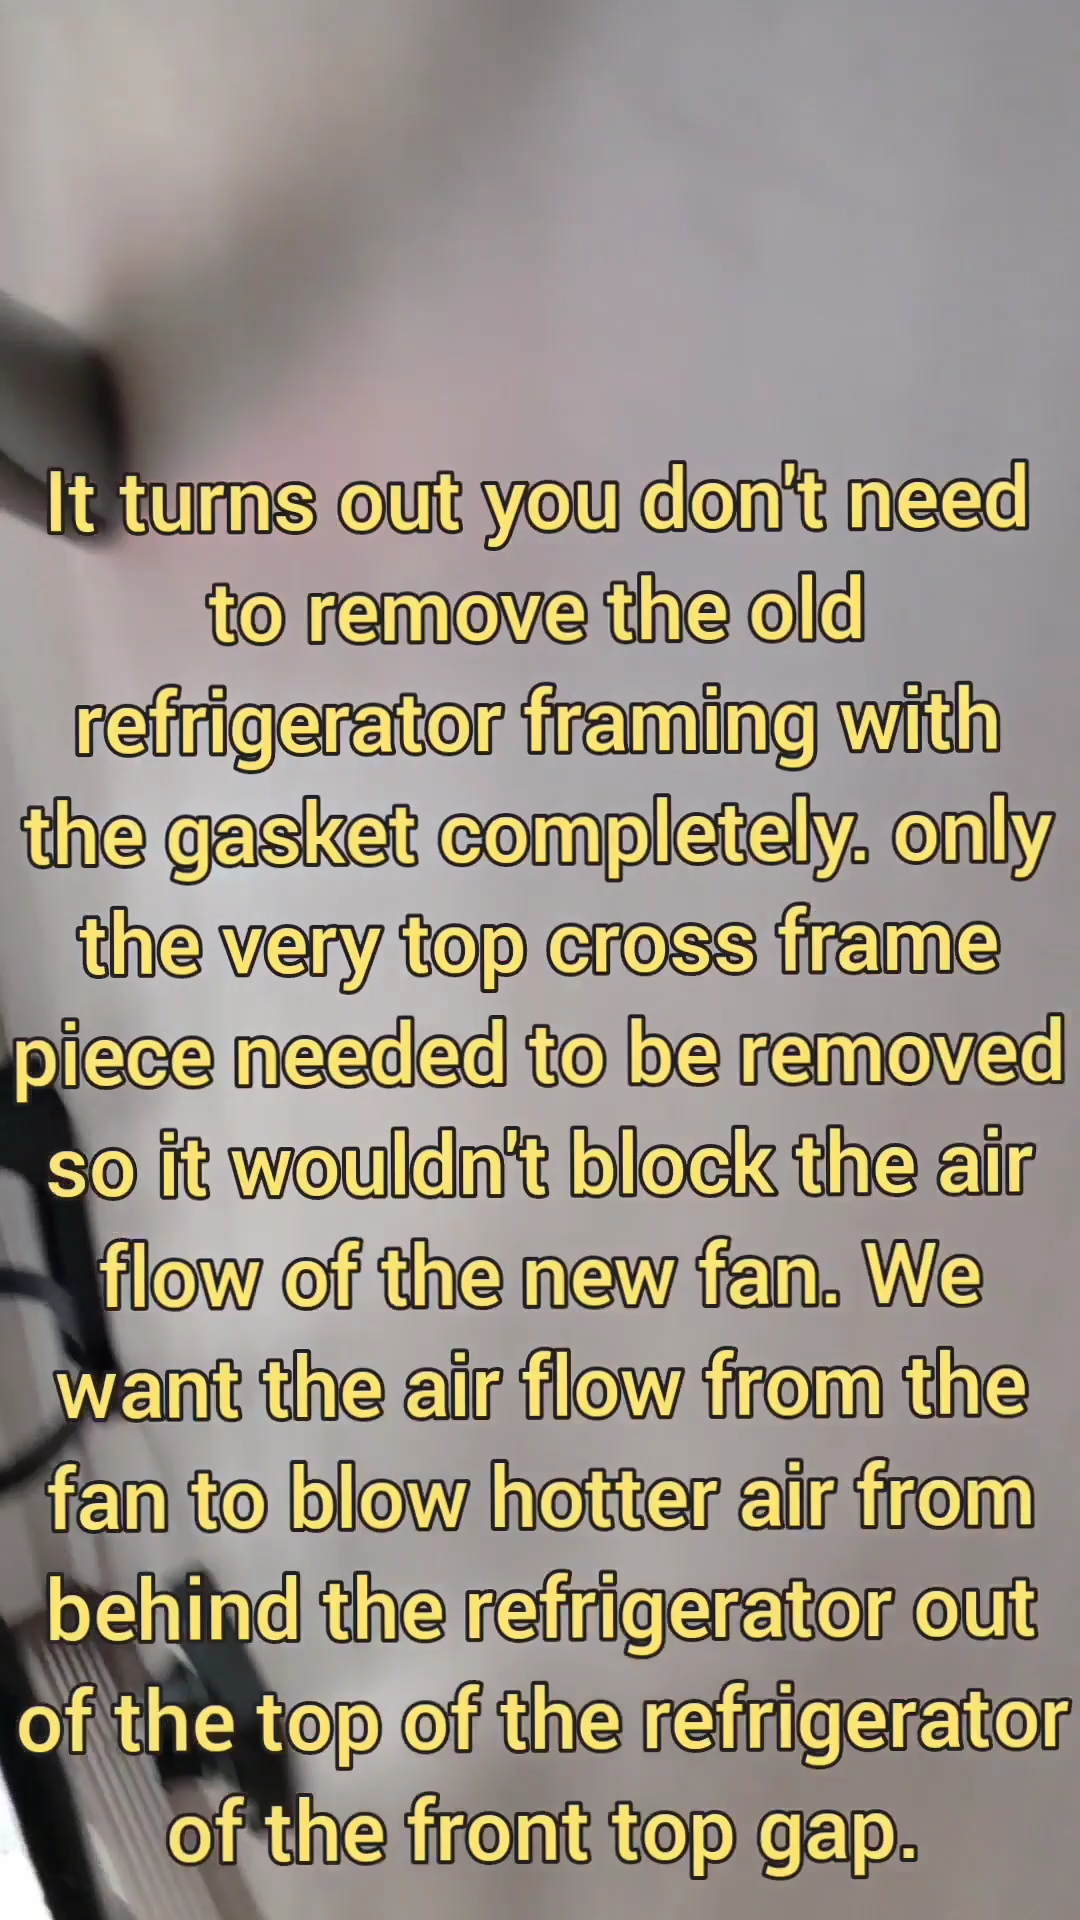 It turns out you don't need
to remove the old
refrigerator framing with
the gasket completely. only
the very top cross frame
piece needed to be removed
so it wouldn't block the air
flow of the new fan. We
want the air flow from the
fan to blow hotter air from
behind the refrigerator out
of the top of the refrigerator
of the front top gap.